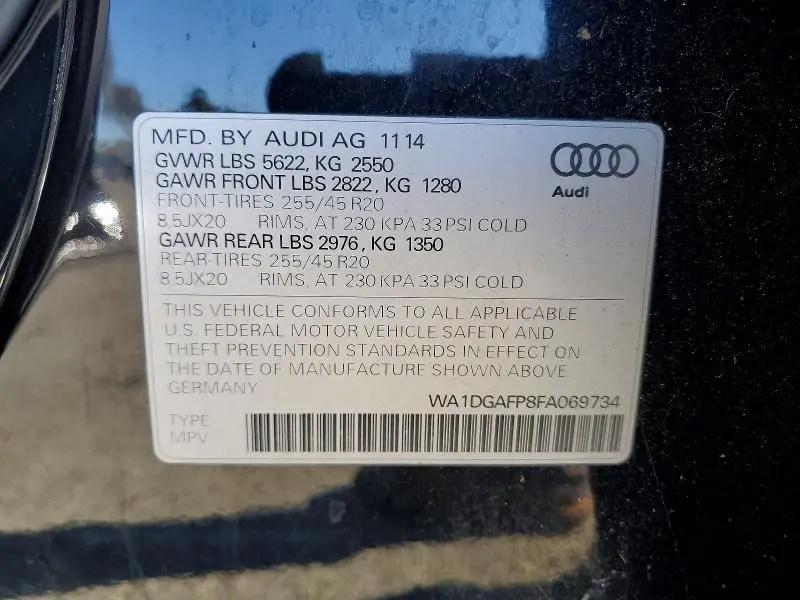 MFD. BY AUDI AG 11 14
GVWR LBS 5622, KG 2550
GAWR FRONT LBS 2822, KG 1280
FRONT-TIRES 255/45 R20
8,5JX20 RIMS, AT 230 KPA 33 PSI COLD
GAWR REAR LBS 2976, KG 1350
REAR-TIRES 255/45 R20
8,5JX20 RIMS, AT 230 KPA 33 PSI COLD
Audi
THIS VEHICLE CONFORMS TO ALL APPLICABLE
U.S. FEDERAL MOTOR VEHICLE SAFETY AND
THEFT PREVENTION STANDARDS IN EFFECT ON
THE DATE OF MANUFACTURE SHOWN ABOVE
GERMANY
WA1DGAFP8FA069734
TYPE
MPV